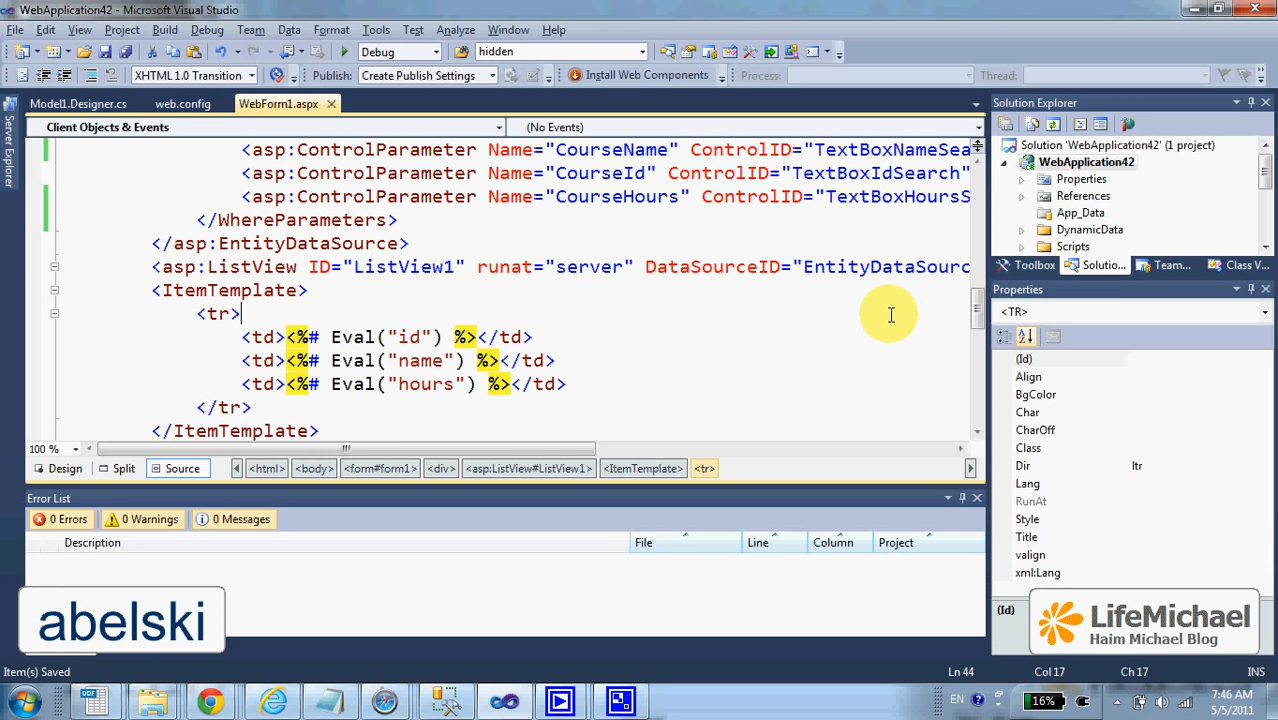 WebApplication42 - Microsoft Visual Studio
File Edit View Project Build Debug Team Data Format Tools Test Analyze Window Help
Debug hidden
XHTML 1.0 Transition Publish: Create Publish Settings Install Web Components Process: Thread:
Server Explorer
Model1.Designer.cs web.config WebForm1.aspx
Client Objects & Events (No Events)
<asp:ControlParameter Name="CourseName" ControlID="TextBoxNameSea
<asp:ControlParameter Name="CourseId" ControlID="TextBoxIdSearch"
<asp:ControlParameter Name="CourseHours" ControlID="TextBoxHoursS
</WhereParameters>
</asp:EntityDataSource>
<asp:ListView ID="ListView1" runat="server" DataSourceID="EntityDataSourc
<ItemTemplate>
<tr>
<td><%# Eval("id") %></td>
<td><%# Eval("name") %></td>
<td><%# Eval("hours") %></td>
</tr>
</ItemTemplate>
100 %
Design Split Source <html> <body> <form#form1> <div> <asp:ListView#ListView1> <ItemTemplate> <tr>
Error List
0 Errors 0 Warnings 0 Messages
Description File Line Column Project
Solution Explorer
Solution 'WebApplication42' (1 project)
WebApplication42
Properties
References
App_Data
DynamicData
Scripts
Toolbox Solutio... Team... Class V...
Properties
<TR>
(Id)
Align
BgColor
Char
CharOff
Class
Dir ltr
Lang
RunAt
Style
Title
valign
xml:Lang
(Id)
abelski
LifeMichael
Haim Michael Blog
Item(s) Saved Ln 44 Col 17 Ch 17 INS
EN 16% 7:46 AM
5/5/2011